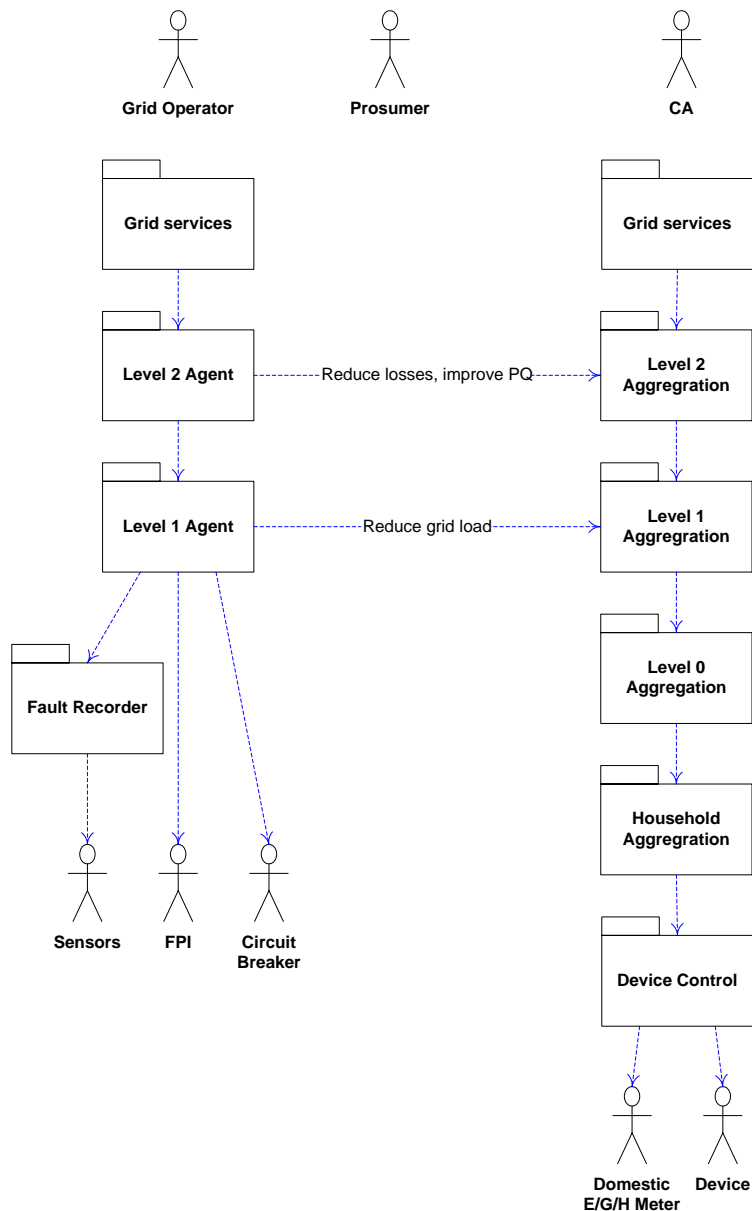 Grid Operator
Prosumer
CA
Grid services
Grid services
Level 2 Agent
Reduce losses, improve PQ
Level 2
Aggregration
Level 1 Agent
Reduce grid load
Level 1
Aggregration
Fault Recorder
Level 0
Aggregation
Household
Aggregration
Sensors
FPI
Circuit
Breaker
Device Control
Domestic
E/G/H Meter
Device